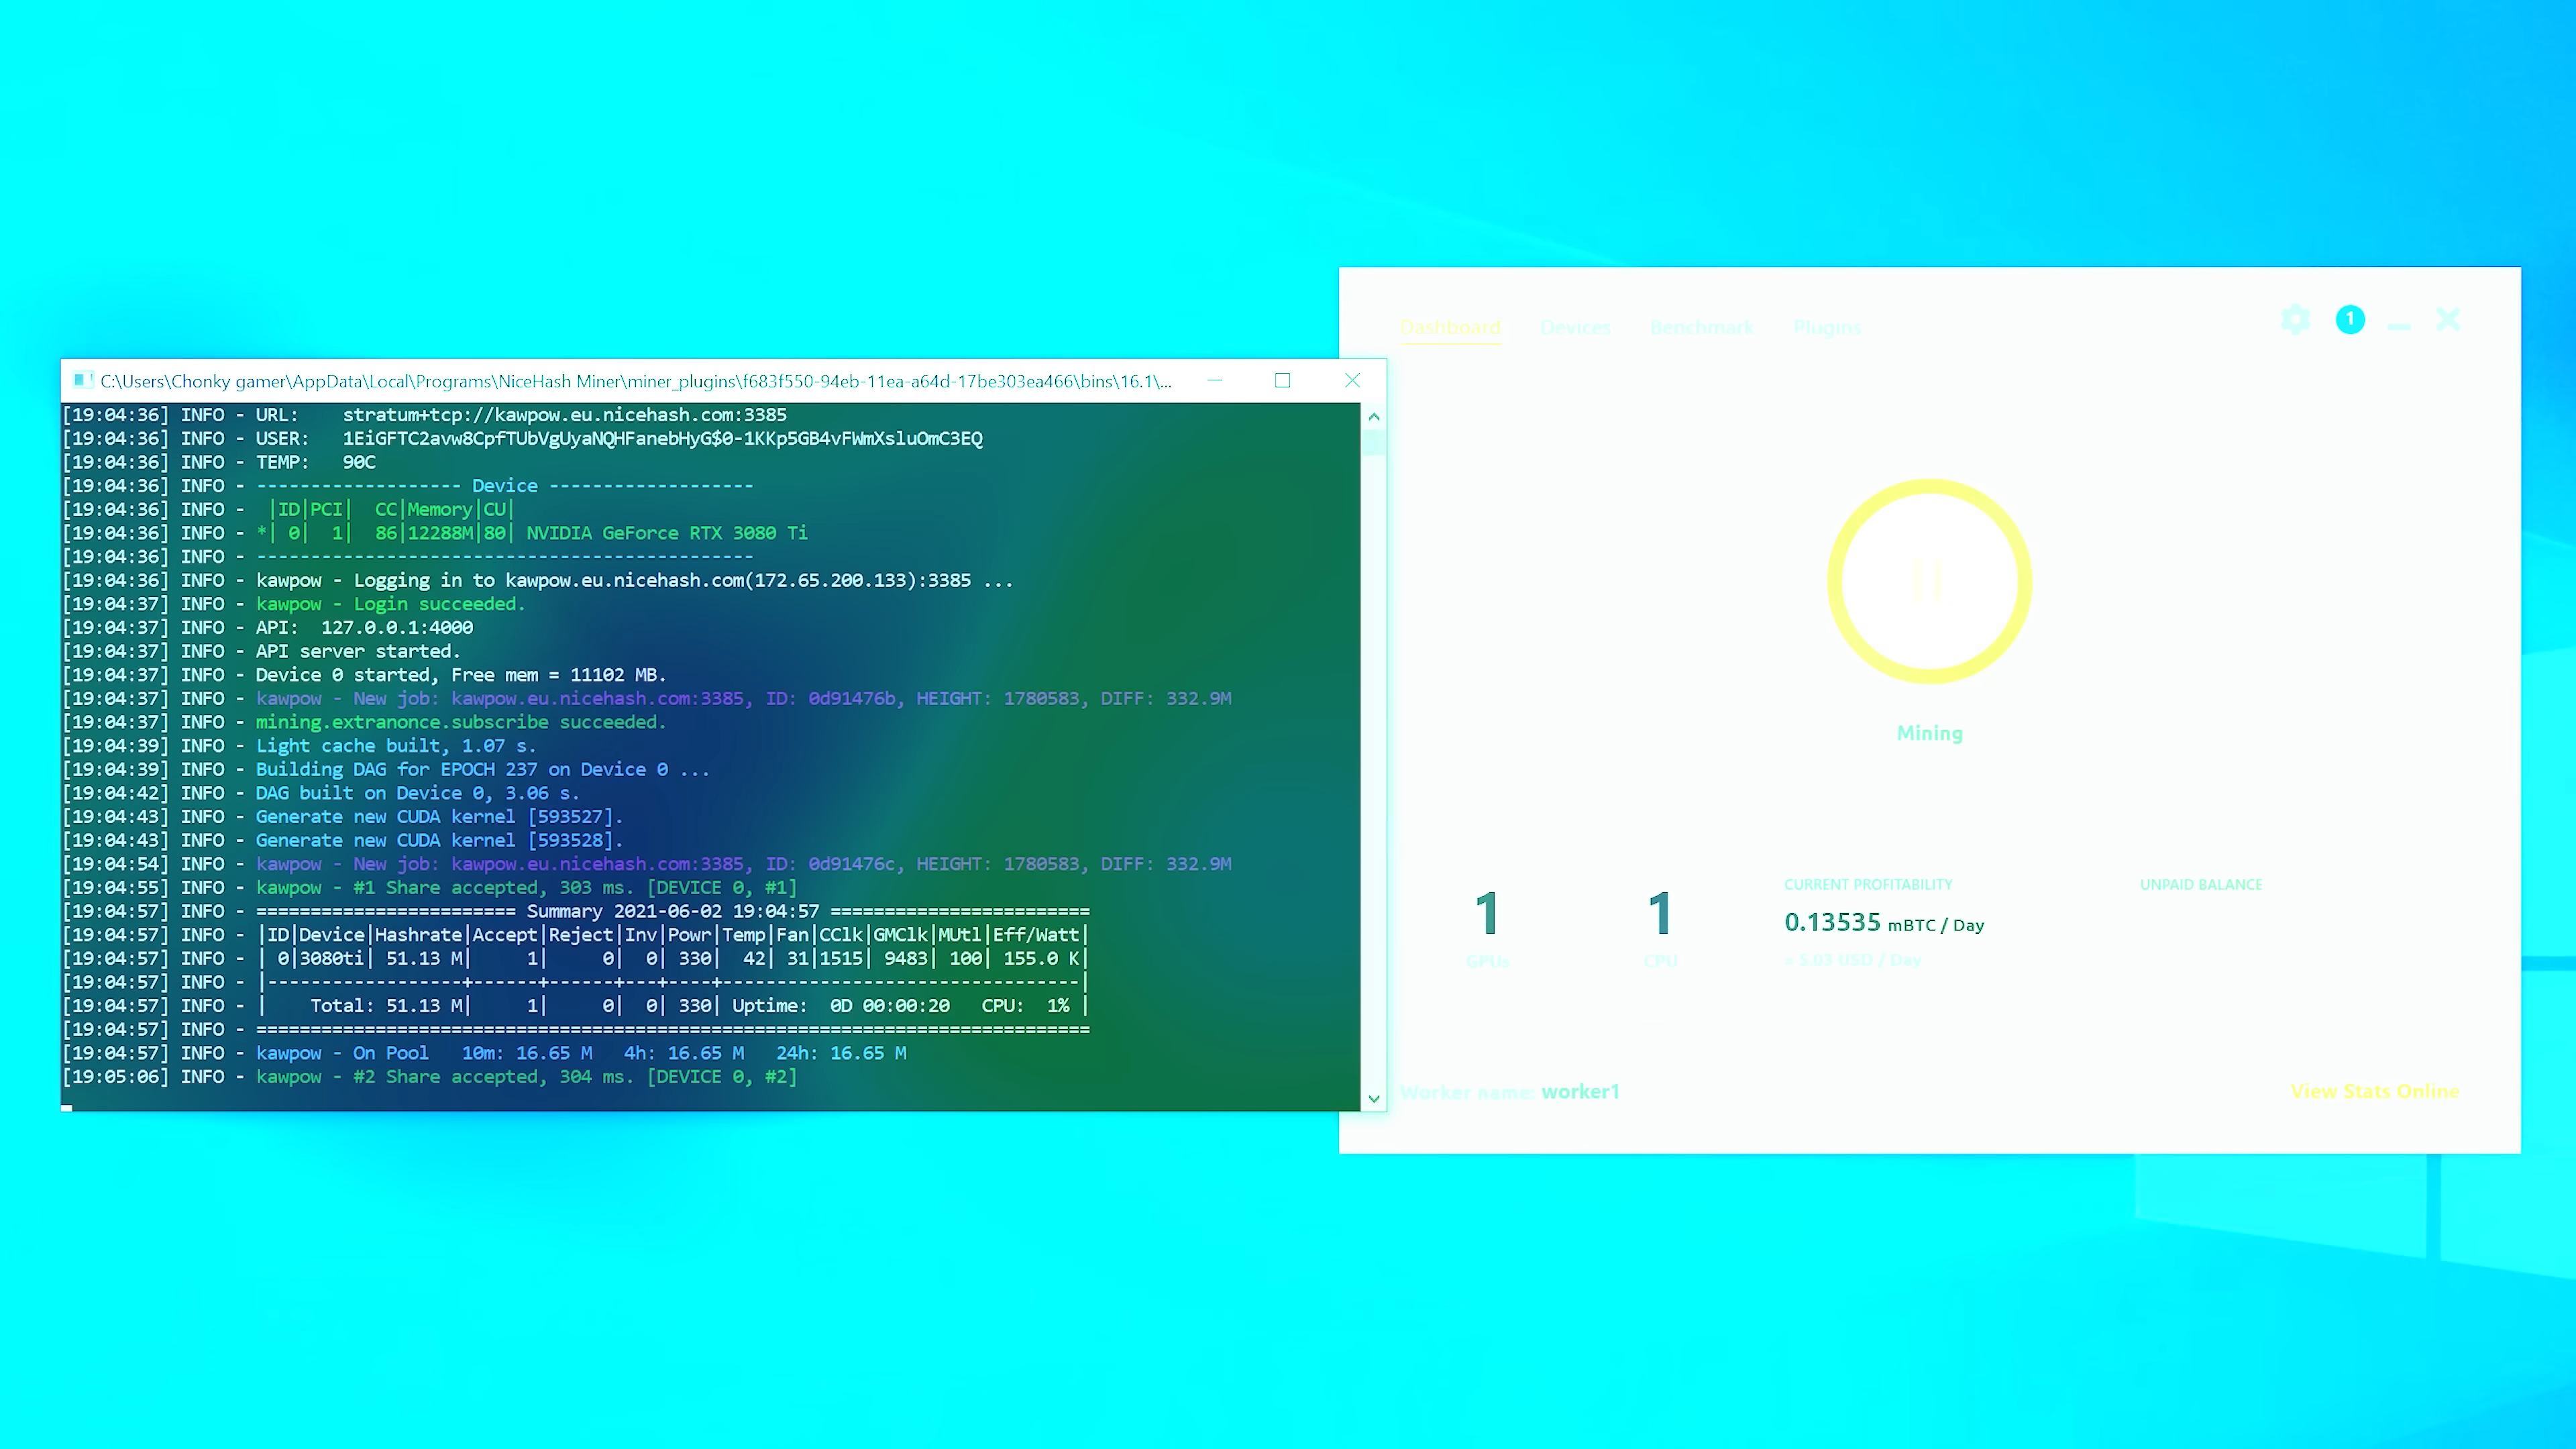 C:\Users\Chonky gamer\AppData\Local\Programs\NiceHash Miner\miner_plugins\f683f550-94eb-11ea-a64d-17be303ea466\bins\16.1\...
[19:04:36] INFO - URL:    stratum+tcp://kawpow.eu.nicehash.com:3385
[19:04:36] INFO - USER:   1EiGFTC2avw8CpfTUbVgUyaNQHFanebHyG$0-1KKp5GB4vFWmXsluOmC3EQ
[19:04:36] INFO - TEMP:   90C
[19:04:36] INFO - ------------------- Device -------------------
[19:04:36] INFO -  |ID|PCI|  CC|Memory|CU|
[19:04:36] INFO - *| 0|  1|  86|12288M|80| NVIDIA GeForce RTX 3080 Ti
[19:04:36] INFO - ----------------------------------------------
[19:04:36] INFO - kawpow - Logging in to kawpow.eu.nicehash.com(172.65.200.133):3385 ...
[19:04:37] INFO - kawpow - Login succeeded.
[19:04:37] INFO - API:  127.0.0.1:4000
[19:04:37] INFO - API server started.
[19:04:37] INFO - Device 0 started, Free mem = 11102 MB.
[19:04:37] INFO - kawpow - New job: kawpow.eu.nicehash.com:3385, ID: 0d91476b, HEIGHT: 1780583, DIFF: 332.9M
[19:04:37] INFO - mining.extranonce.subscribe succeeded.
[19:04:39] INFO - Light cache built, 1.07 s.
[19:04:39] INFO - Building DAG for EPOCH 237 on Device 0 ...
[19:04:42] INFO - DAG built on Device 0, 3.06 s.
[19:04:43] INFO - Generate new CUDA kernel [593527].
[19:04:43] INFO - Generate new CUDA kernel [593528].
[19:04:54] INFO - kawpow - New job: kawpow.eu.nicehash.com:3385, ID: 0d91476c, HEIGHT: 1780583, DIFF: 332.9M
[19:04:55] INFO - kawpow - #1 Share accepted, 303 ms. [DEVICE 0, #1]
[19:04:57] INFO - ======================== Summary 2021-06-02 19:04:57 ========================
[19:04:57] INFO - |ID|Device|Hashrate|Accept|Reject|Inv|Powr|Temp|Fan|CClk|GMClk|MUtl|Eff/Watt|
[19:04:57] INFO - | 0|3080ti| 51.13 M|     1|     0|  0| 330|  42| 31|1515| 9483| 100| 155.0 K|
[19:04:57] INFO - |------------------+------+------+---+----+---------------------------------|
[19:04:57] INFO - |    Total: 51.13 M|     1|     0|  0| 330| Uptime:  0D 00:00:20   CPU:  1% |
[19:04:57] INFO - =============================================================================
[19:04:57] INFO - kawpow - On Pool   10m: 16.65 M   4h: 16.65 M   24h: 16.65 M
[19:05:06] INFO - kawpow - #2 Share accepted, 304 ms. [DEVICE 0, #2]
Dashboard Devices Benchmark Plugins 1
Mining
1 GPUs
1 CPU
CURRENT PROFITABILITY
0.13535 mBTC / Day
≈ 5.03 USD / Day
UNPAID BALANCE
Worker name: worker1
View Stats Online